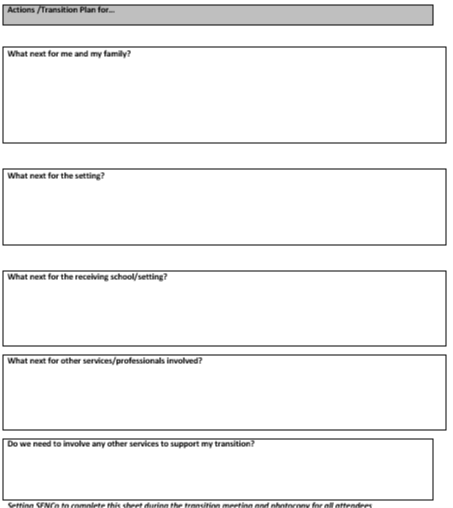 Actions /Transition Plan for...
What next for me and my family?
What next for the setting?
What next for the receiving school/setting?
What next for other services/professionals involved?
Do we need to involve any other services to support my transition?
Setting SENCo to complete this sheet during the transition meeting and photocopy for all attendees